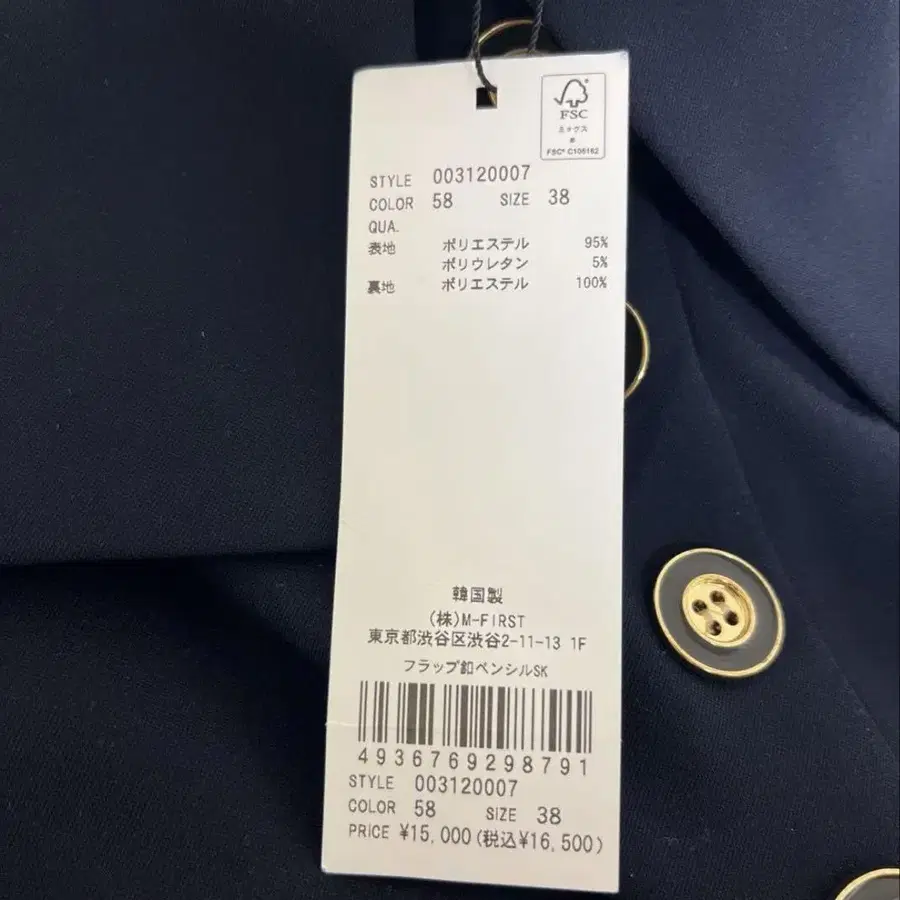 FSC
ミックス
FSC® C106162
STYLE 003120007
COLOR 58 SIZE 38
QUA.
表地 ポリエステル 95%
ポリウレタン 5%
裏地 ポリエステル 100%
韓国製
(株)M-FIRST
東京都渋谷区渋谷2-11-13 1F
フラップ釦ペンシルSK
4936769298791
STYLE 003120007
COLOR 58 SIZE 38
PRICE ¥15,000(税込¥16,500)